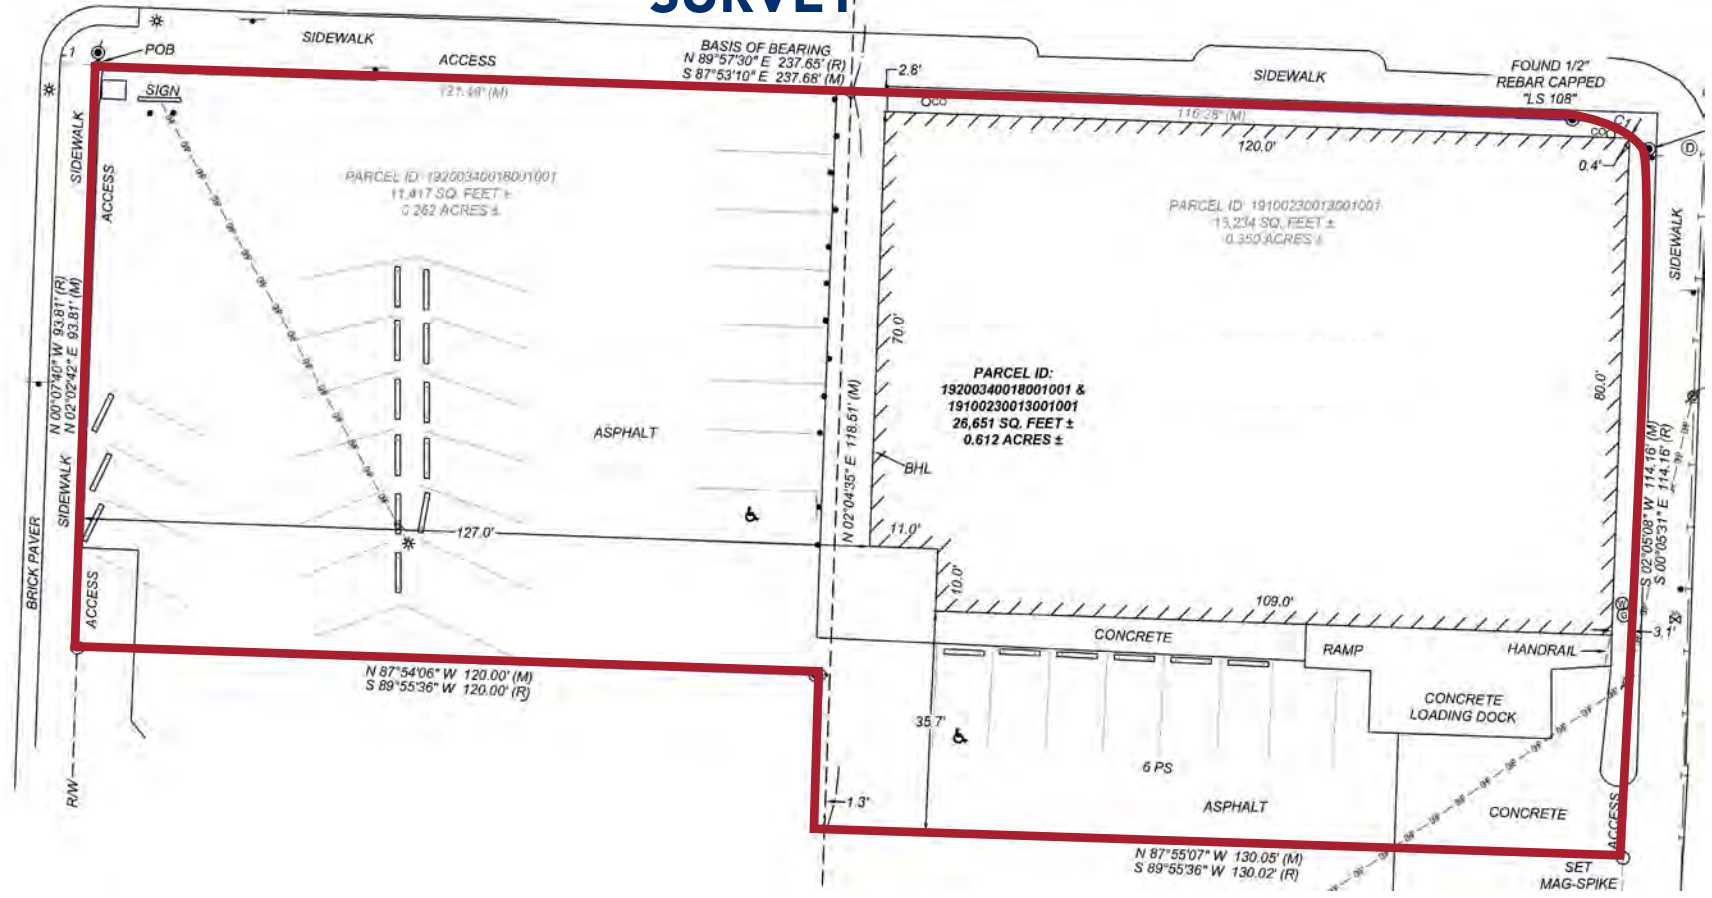 SURVEY
SIDEWALK
ACCESS
BASIS OF BEARING
N 89°57'30" E 237.65' (R)
S 87°53'10" E 237.68' (M)
2.8'
SIDEWALK
FOUND 1/2"
REBAR CAPPED
"LS 108"
L1
POB
SIGN
121.49' (M)
CO
116.28' (M)
120.0'
C1
CO
0.4'
D
SIDEWALK
ACCESS
PARCEL ID: 19200340018001001
11,417 SQ. FEET ±
0.262 ACRES ±
PARCEL ID: 19100230013001001
15,234 SQ. FEET ±
0.350 ACRES ±
SIDEWALK
N 00°07'40" W 93.81' (R)
N 02°02'42" E 93.81' (M)
70.0'
80.0'
PARCEL ID:
19200340018001001 &
19100230013001001
26,651 SQ. FEET ±
0.612 ACRES ±
ASPHALT
N 02°04'35" E 118.51' (M)
BHL
S 02°05'08" W 114.16' (M)
S 00°05'31" E 114.16' (R)
SIDEWALK
BRICK PAVER
127.0'
11.0'
10.0'
ACCESS
109.0'
3.1'
CONCRETE
RAMP
HANDRAIL
N 87°54'06" W 120.00' (M)
S 89°55'36" W 120.00' (R)
CONCRETE
LOADING DOCK
35.7'
6 PS
R/W
1.3'
ASPHALT
CONCRETE
ACCESS
N 87°55'07" W 130.05' (M)
S 89°55'36" W 130.02' (R)
SET
MAG-SPIKE